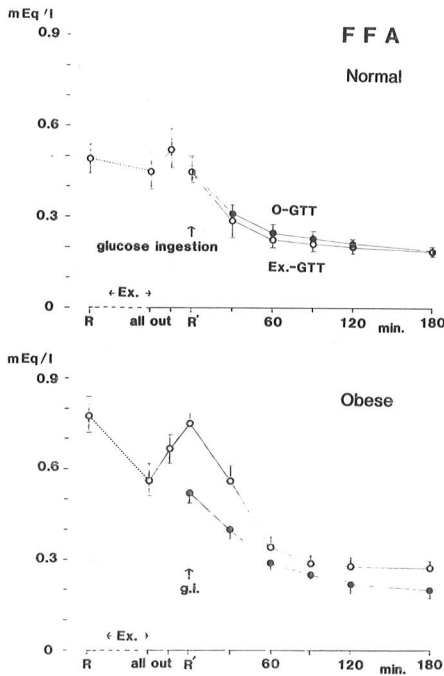 mEq/l
0.9
FFA
Normal
0.6
0.3
O-GTT
↑
glucose ingestion
Ex.-GTT
0
← Ex. →
R all out R' 60 120 min. 180
mEq/l
0.9
Obese
0.6
0.3
↑
g.i.
0
← Ex. →
R all out R' 60 120 min. 180